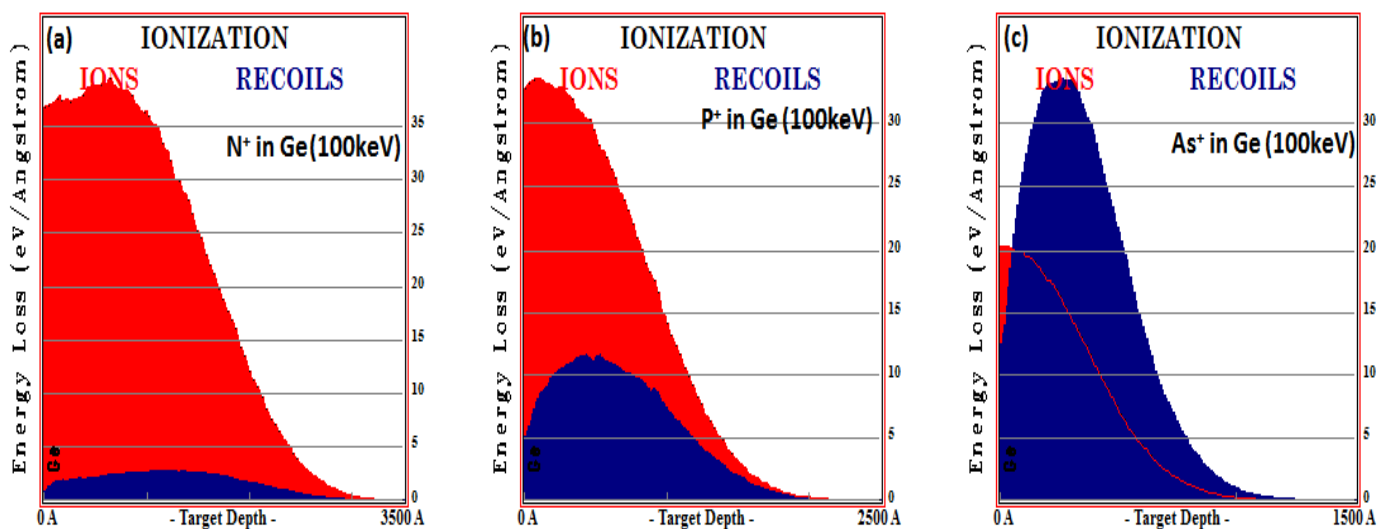 (a)
IONIZATION
IONS RECOILS
N⁺ in Ge (100keV)
Energy Loss (eV/Angstrom)
35
30
25
20
15
10
5
0
Ge
0 A - Target Depth - 3500 A
(b)
IONIZATION
IONS RECOILS
P⁺ in Ge (100keV)
Energy Loss (eV/Angstrom)
30
25
20
15
10
5
0
Ge
0 A - Target Depth - 2500 A
(c)
IONIZATION
IONS RECOILS
As⁺ in Ge (100keV)
Energy Loss (eV/Angstrom)
30
25
20
15
10
5
0
Ge
0 A - Target Depth - 1500 A